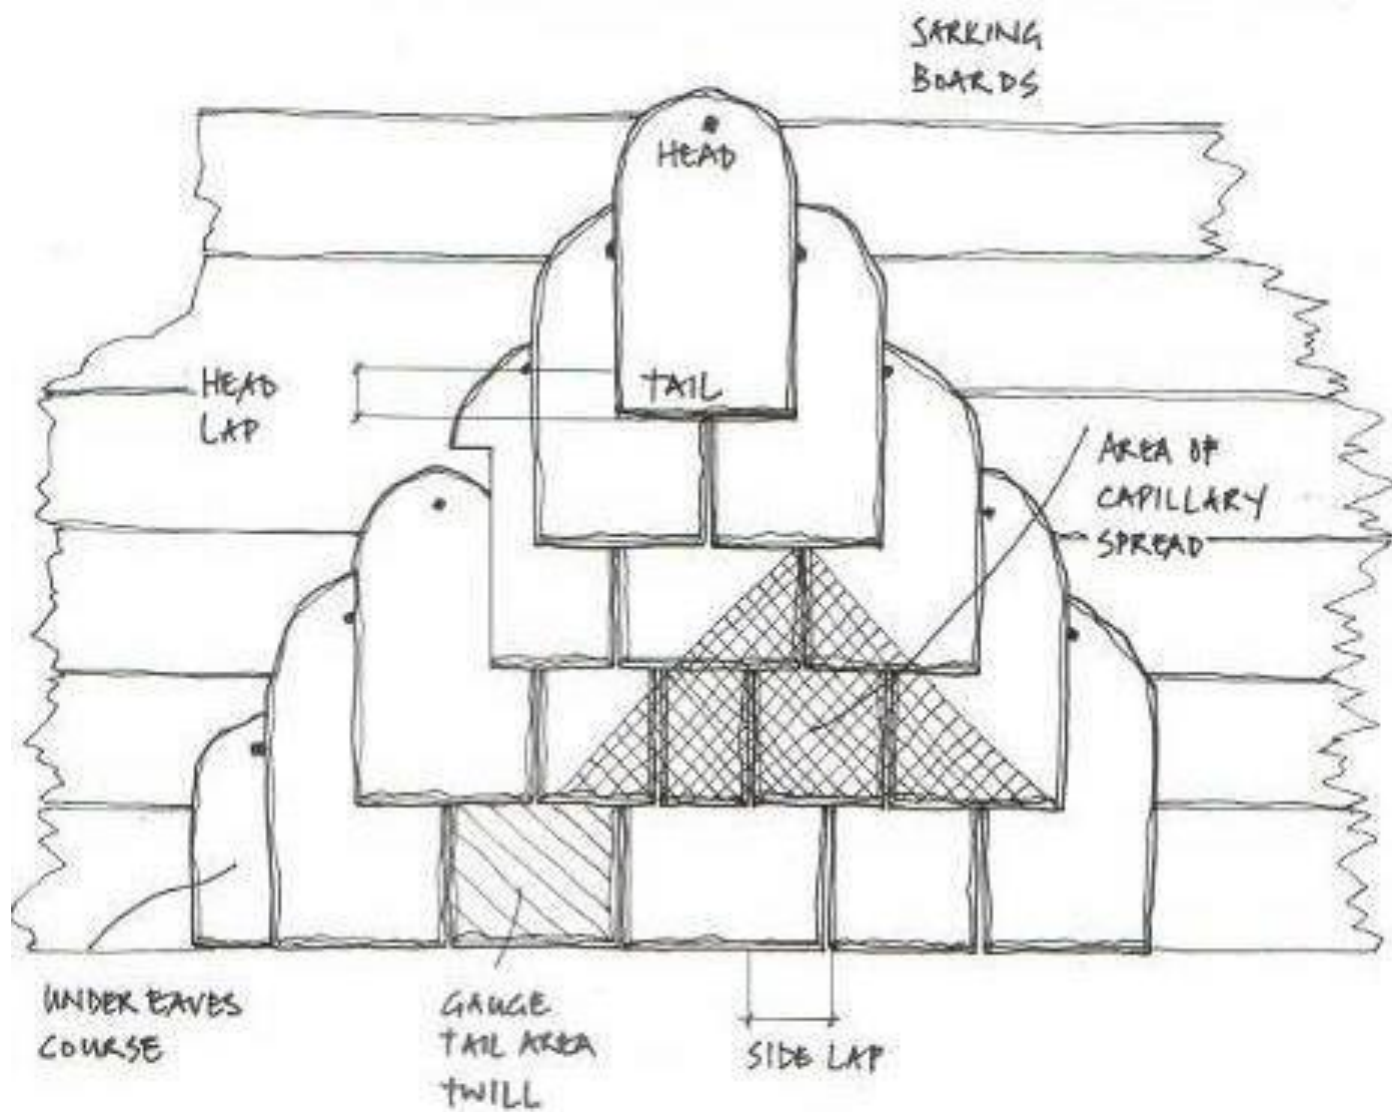 SARKING
BOARDS
HEAD
TAIL
HEAD
LAP
AREA OF
CAPILLARY
SPREAD
UNDER EAVES
COURSE
GAUGE
TAIL AREA
TWILL
SIDE LAP